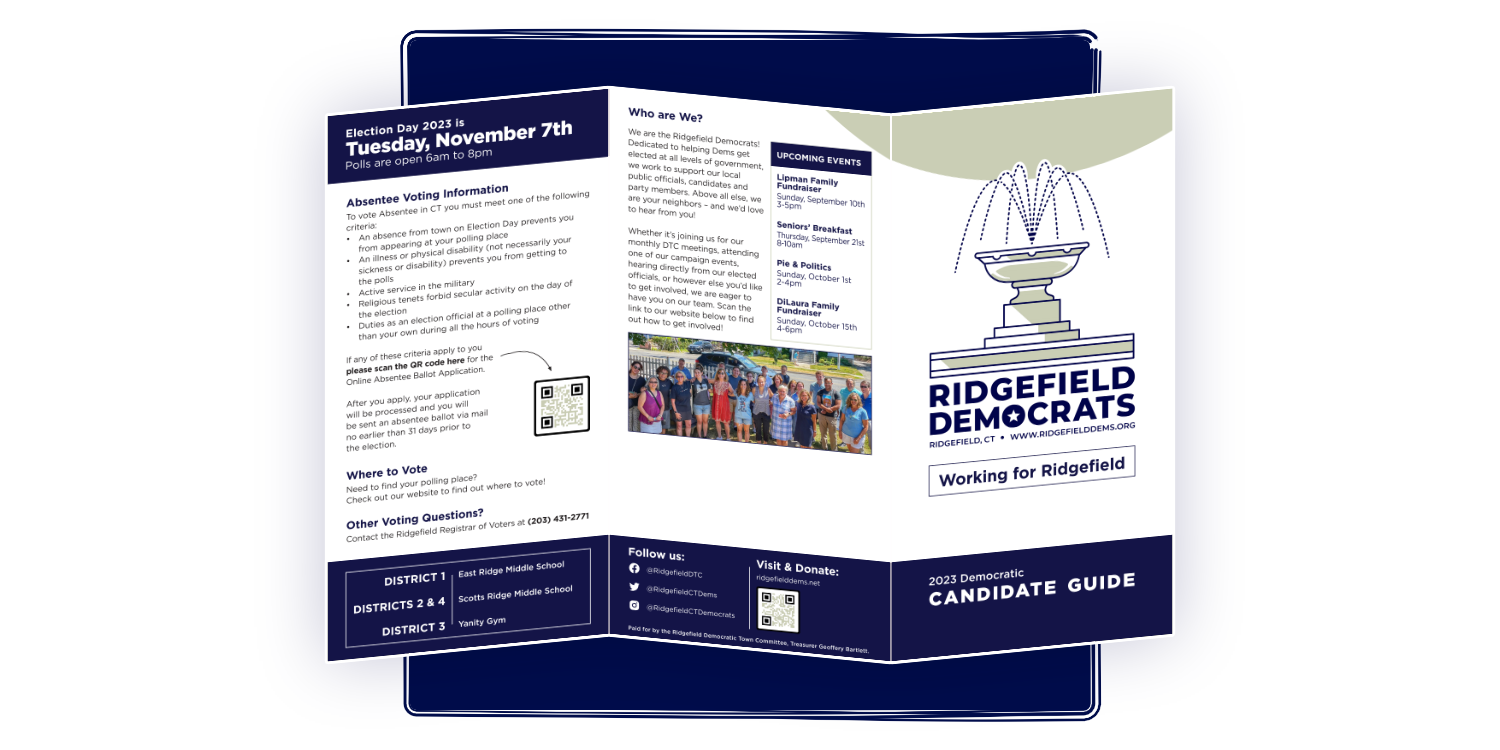 Election Day 2023 is
Tuesday, November 7th
Polls are open 6am to 8pm
Absentee Voting Information
To vote Absentee in CT you must meet one of the following
criteria:
• An absence from town on Election Day prevents you
from appearing at your polling place
• An illness or physical disability (not necessarily your
sickness or disability) prevents you from getting to
the polls
• Active service in the military
• Religious tenets forbid secular activity on the day of
the election
• Duties as an election official at a polling place other
than your own during all the hours of voting
If any of these criteria apply to you
please scan the QR code here for the
Online Absentee Ballot Application.
After you apply, your application
will be processed and you will
be sent an absentee ballot via mail
no earlier than 31 days prior to
the election.
Where to Vote
Need to find your polling place?
Check out our website to find out where to vote!
Other Voting Questions?
Contact the Ridgefield Registrar of Voters at (203) 431-2771
DISTRICT 1 East Ridge Middle School
DISTRICTS 2 & 4 Scotts Ridge Middle School
DISTRICT 3 Yanity Gym
Who are We?
We are the Ridgefield Democrats!
Dedicated to helping Dems get
elected at all levels of government,
we work to support our local
public officials, candidates and
party members. Above all else, we
are your neighbors – and we'd love
to hear from you!
Whether it's joining us for our
monthly DTC meetings, attending
one of our campaign events,
hearing directly from our elected
officials, or however else you'd like
to get involved, we are eager to
have you on our team. Scan the
link to our website below to find
out how to get involved!
UPCOMING EVENTS
Lipman Family
Fundraiser
Sunday, September 10th
3-5pm
Seniors' Breakfast
Thursday, September 21st
8-10am
Pie & Politics
Sunday, October 1st
2-4pm
DiLaura Family
Fundraiser
Sunday, October 15th
4-6pm
Follow us:
@RidgefieldDTC
@RidgefieldCTDems
@RidgefieldCTDemocrats
Visit & Donate:
ridgefielddems.net
Paid for by the Ridgefield Democratic Town Committee, Treasurer Geoffery Bartlett.
RIDGEFIELD
DEMOCRATS
RIDGEFIELD, CT • WWW.RIDGEFIELDDEMS.ORG
Working for Ridgefield
2023 Democratic
CANDIDATE GUIDE